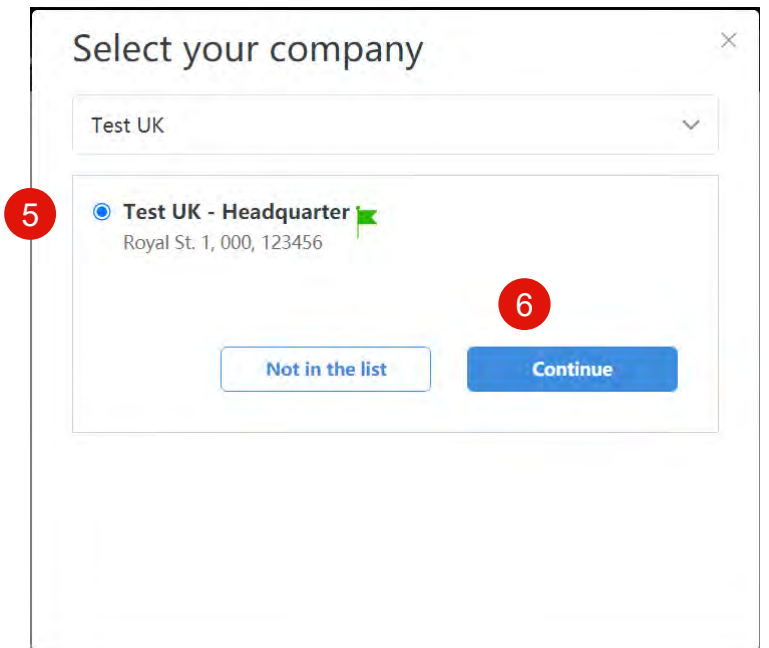 Select your company
Test UK
5
Test UK - Headquarter
Royal St. 1, 000, 123456
6
Not in the list
Continue